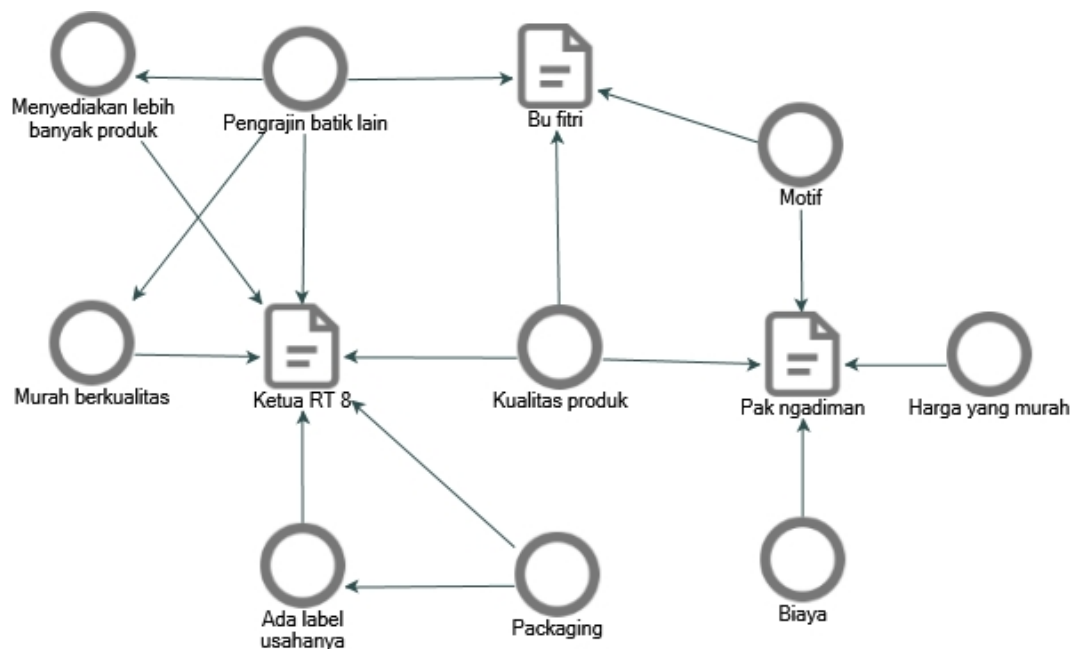 Menyediakan lebih
banyak produk
Pengrajin batik lain
Bu fitri
Motif
Murah berkualitas
Ketua RT 8
Kualitas produk
Pak ngadiman
Harga yang murah
Ada label
usahanya
Packaging
Biaya